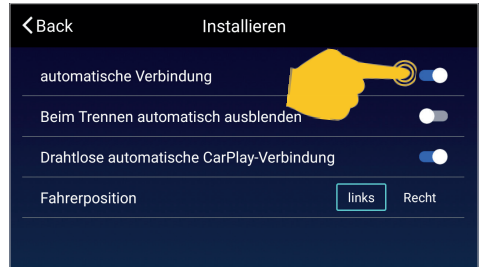 Back
Installieren
automatische Verbindung
Beim Trennen automatisch ausblenden
Drahtlose automatische CarPlay-Verbindung
Fahrerposition links Recht